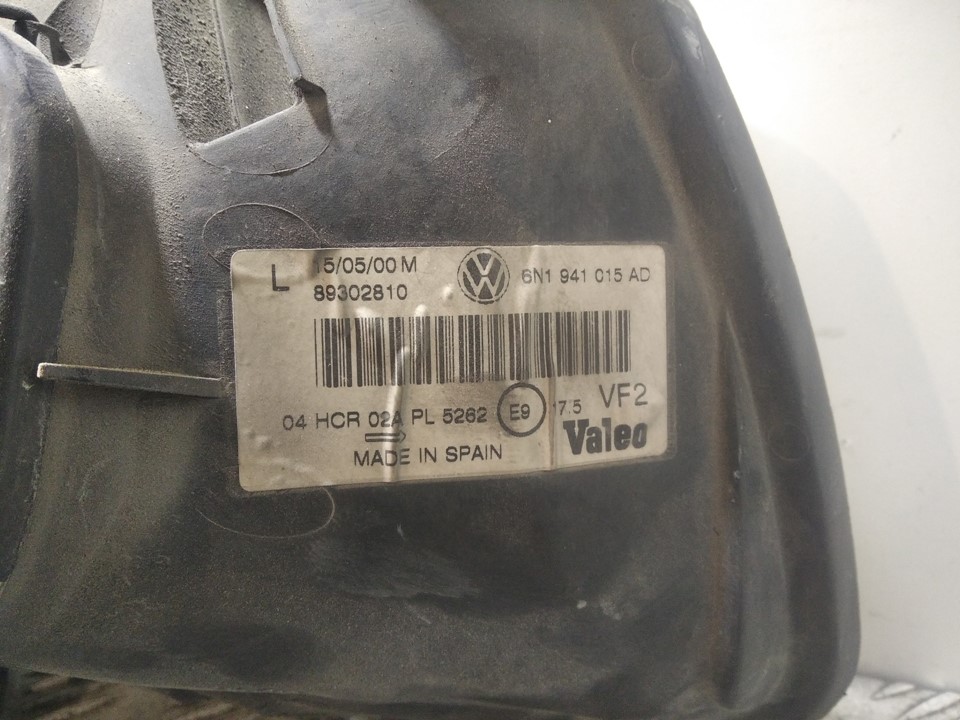 L 15/05/00 M 6N1 941 015 AD
89302810
04 HCR 02A PL 5262 E9 17.5 VF2
MADE IN SPAIN Valeo